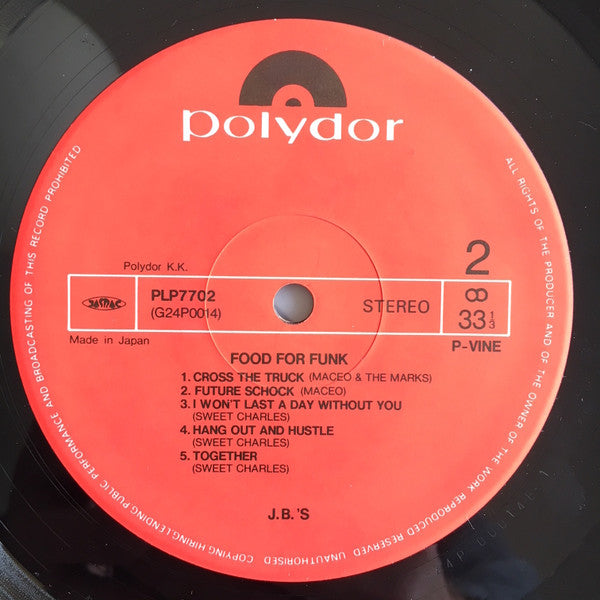 polydor
Polydor K.K.
2
JASRAC
PLP7702
(G24P0014)
STEREO
33 1/3
Made in Japan
P-VINE
FOOD FOR FUNK
1. CROSS THE TRUCK (MACEO & THE MARKS)
2. FUTURE SCHOCK (MACEO)
3. I WON'T LAST A DAY WITHOUT YOU
(SWEET CHARLES)
4. HANG OUT AND HUSTLE
(SWEET CHARLES)
5. TOGETHER
(SWEET CHARLES)
J.B.'S
ALL RIGHTS OF THE PRODUCER AND OF THE OWNER OF THE WORK REPRODUCED RESERVED UNAUTHORISED COPYING.HIRING.LENDING.PUBLIC PERFORMANCE AND BROADCASTING OF THIS RECORD PROHIBITED